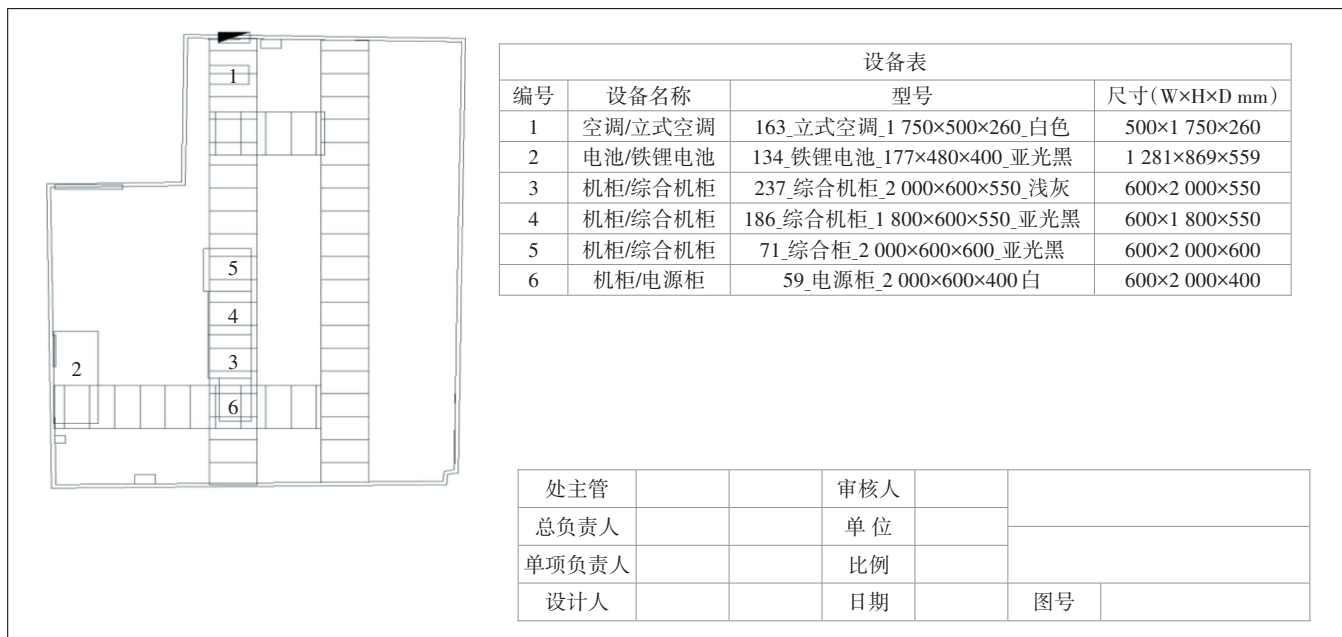 1
5
4
3
2
6
设备表
编号 设备名称 型号 尺寸(W×H×D mm)
1 空调/立式空调 163_立式空调_1 750×500×260_白色 500×1 750×260
2 电池/铁锂电池 134_铁锂电池_177×480×400_亚光黑 1 281×869×559
3 机柜/综合机柜 237_综合机柜_2 000×600×550_浅灰 600×2 000×550
4 机柜/综合机柜 186_综合机柜_1 800×600×550_亚光黑 600×1 800×550
5 机柜/综合机柜 71_综合柜_2 000×600×600_亚光黑 600×2 000×600
6 机柜/电源柜 59_电源柜_2 000×600×400白 600×2 000×400
处主管 审核人
总负责人 单 位
单项负责人 比例
设计人 日期 图号